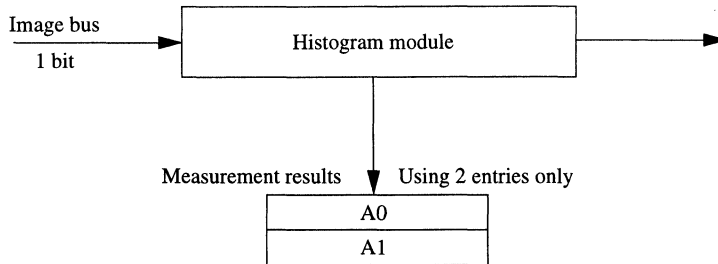 Image bus
1 bit
Histogram module
Measurement results
Using 2 entries only
A0
A1